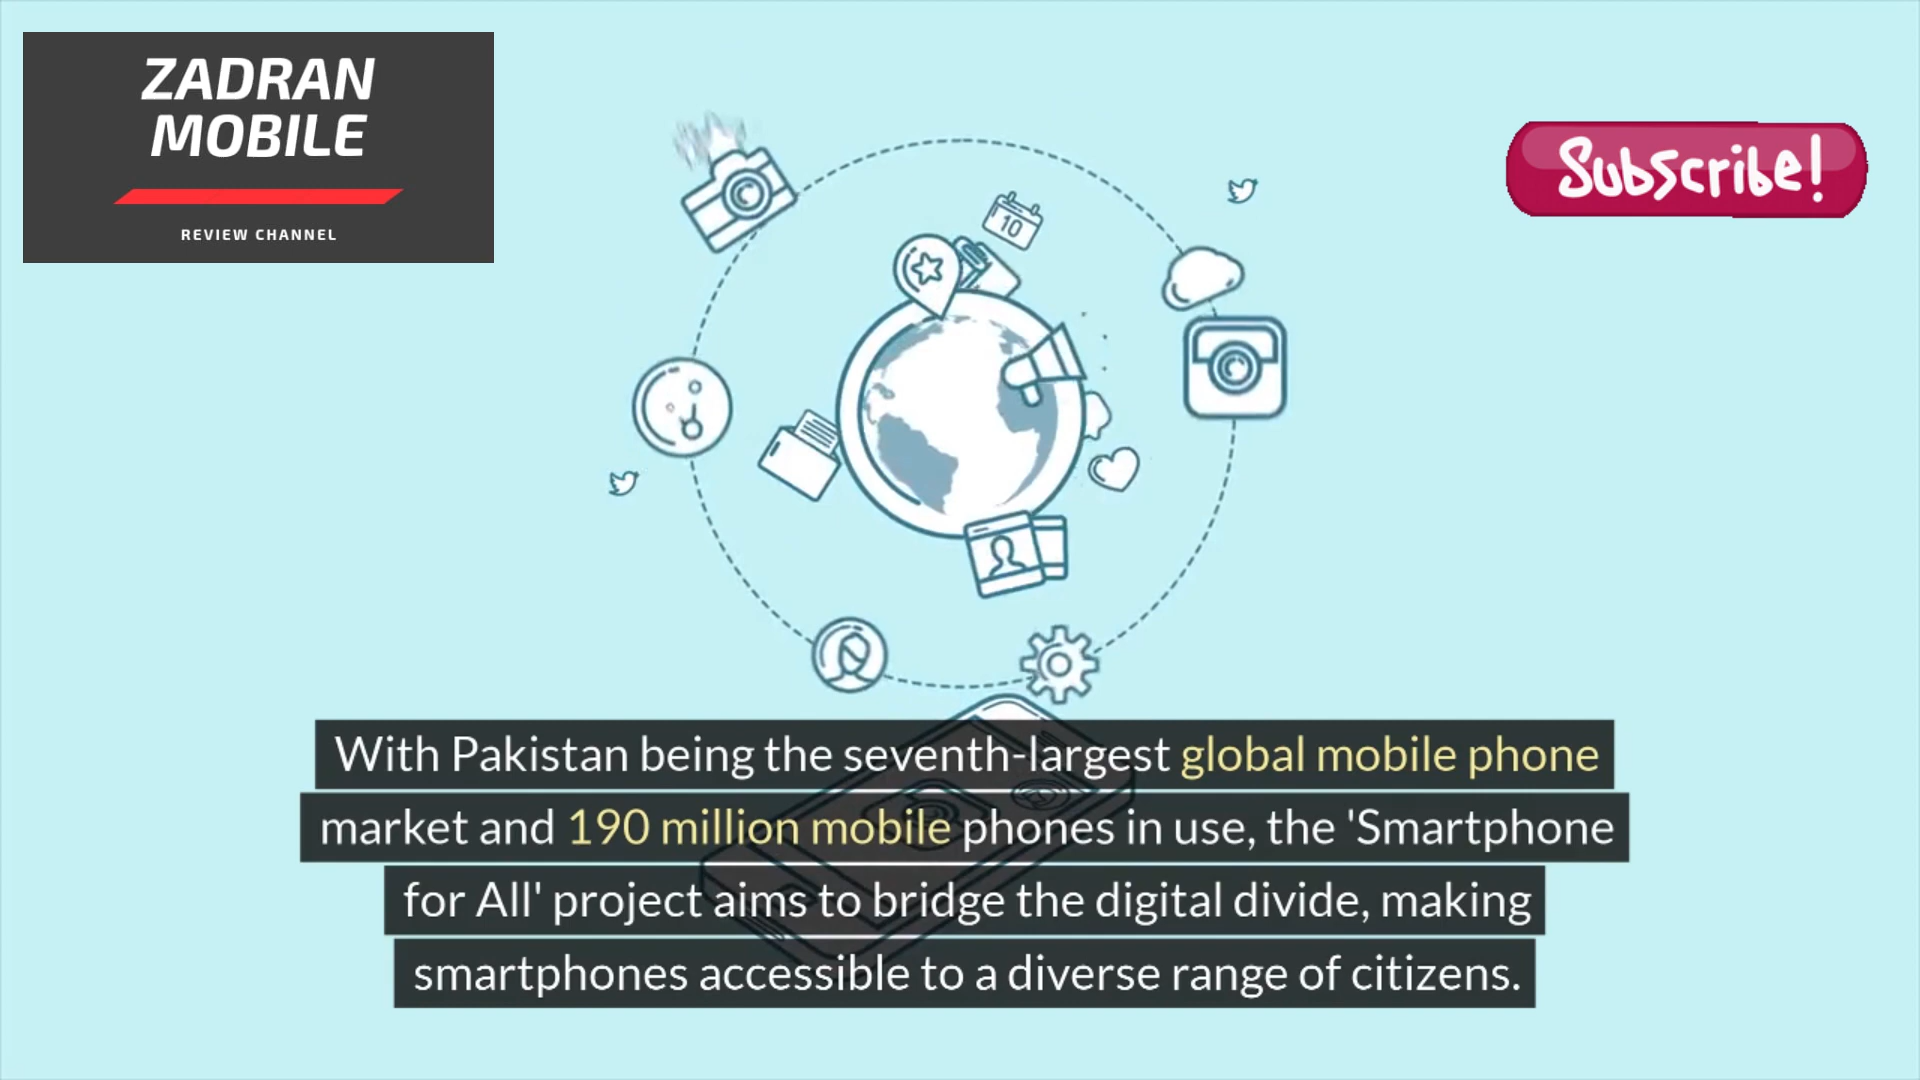 ZADRAN
MOBILE
REVIEW CHANNEL
Subscribe!
10
With Pakistan being the seventh-largest global mobile phone
market and 190 million mobile phones in use, the 'Smartphone
for All' project aims to bridge the digital divide, making
smartphones accessible to a diverse range of citizens.